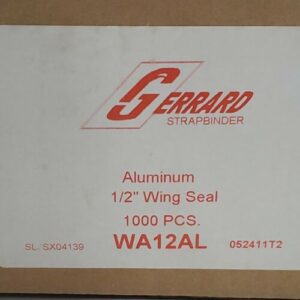 GERRARD
STRAPBINDER
Aluminum
1/2" Wing Seal
1000 PCS.
SL. SX04139 WA12AL 052411T2